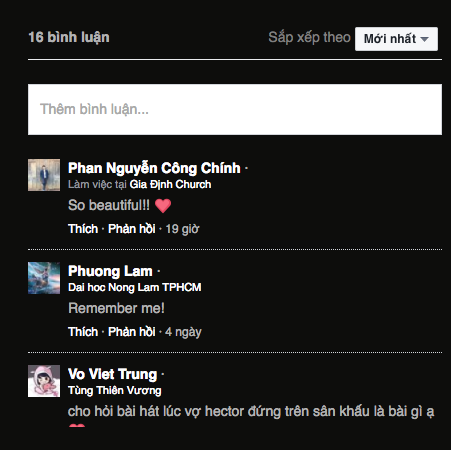 16 bình luận
Sắp xếp theo Mới nhất
Thêm bình luận...
Phan Nguyễn Công Chính ·
Làm việc tại Gia Định Church
So beautiful!! ❤️
Thích · Phản hồi · 19 giờ
Phuong Lam ·
Dai hoc Nong Lam TPHCM
Remember me!
Thích · Phản hồi · 4 ngày
Vo Viet Trung ·
Tùng Thiện Vương
cho hỏi bài hát lúc vợ hector đứng trên sân khấu là bài gì ạ